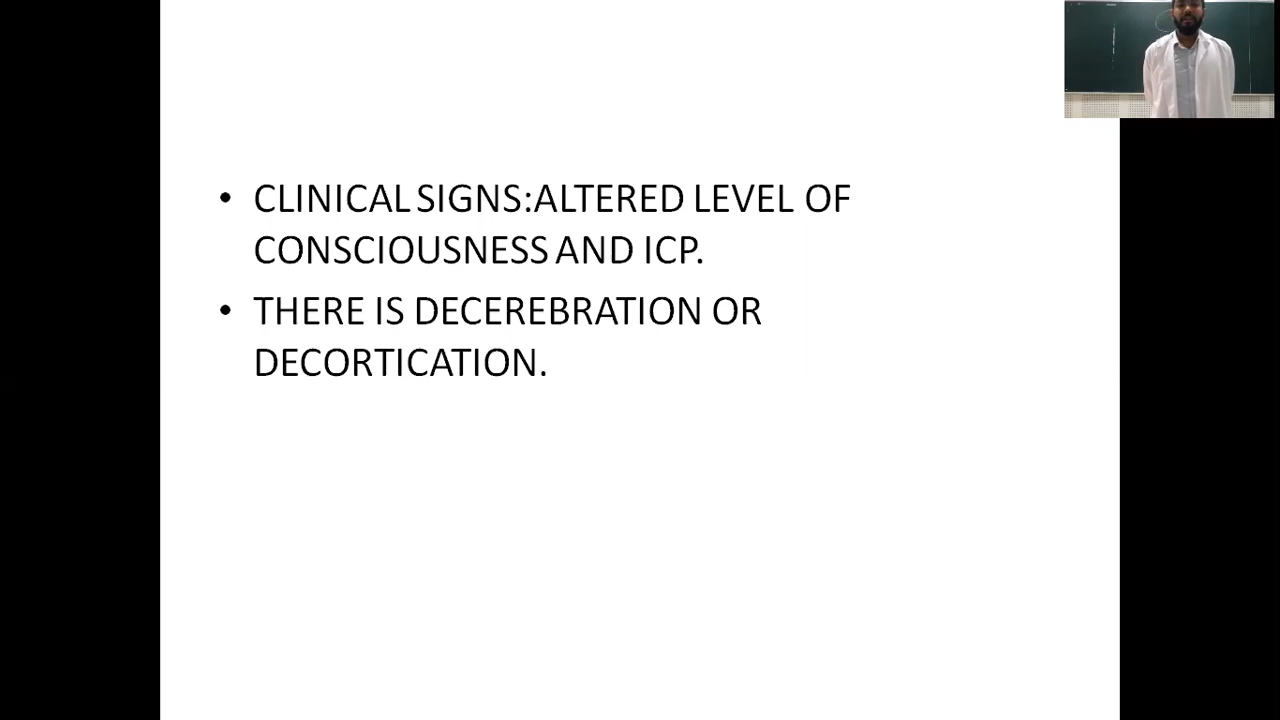 • CLINICAL SIGNS:ALTERED LEVEL OF
CONSCIOUSNESS AND ICP.
• THERE IS DECEREBRATION OR
DECORTICATION.